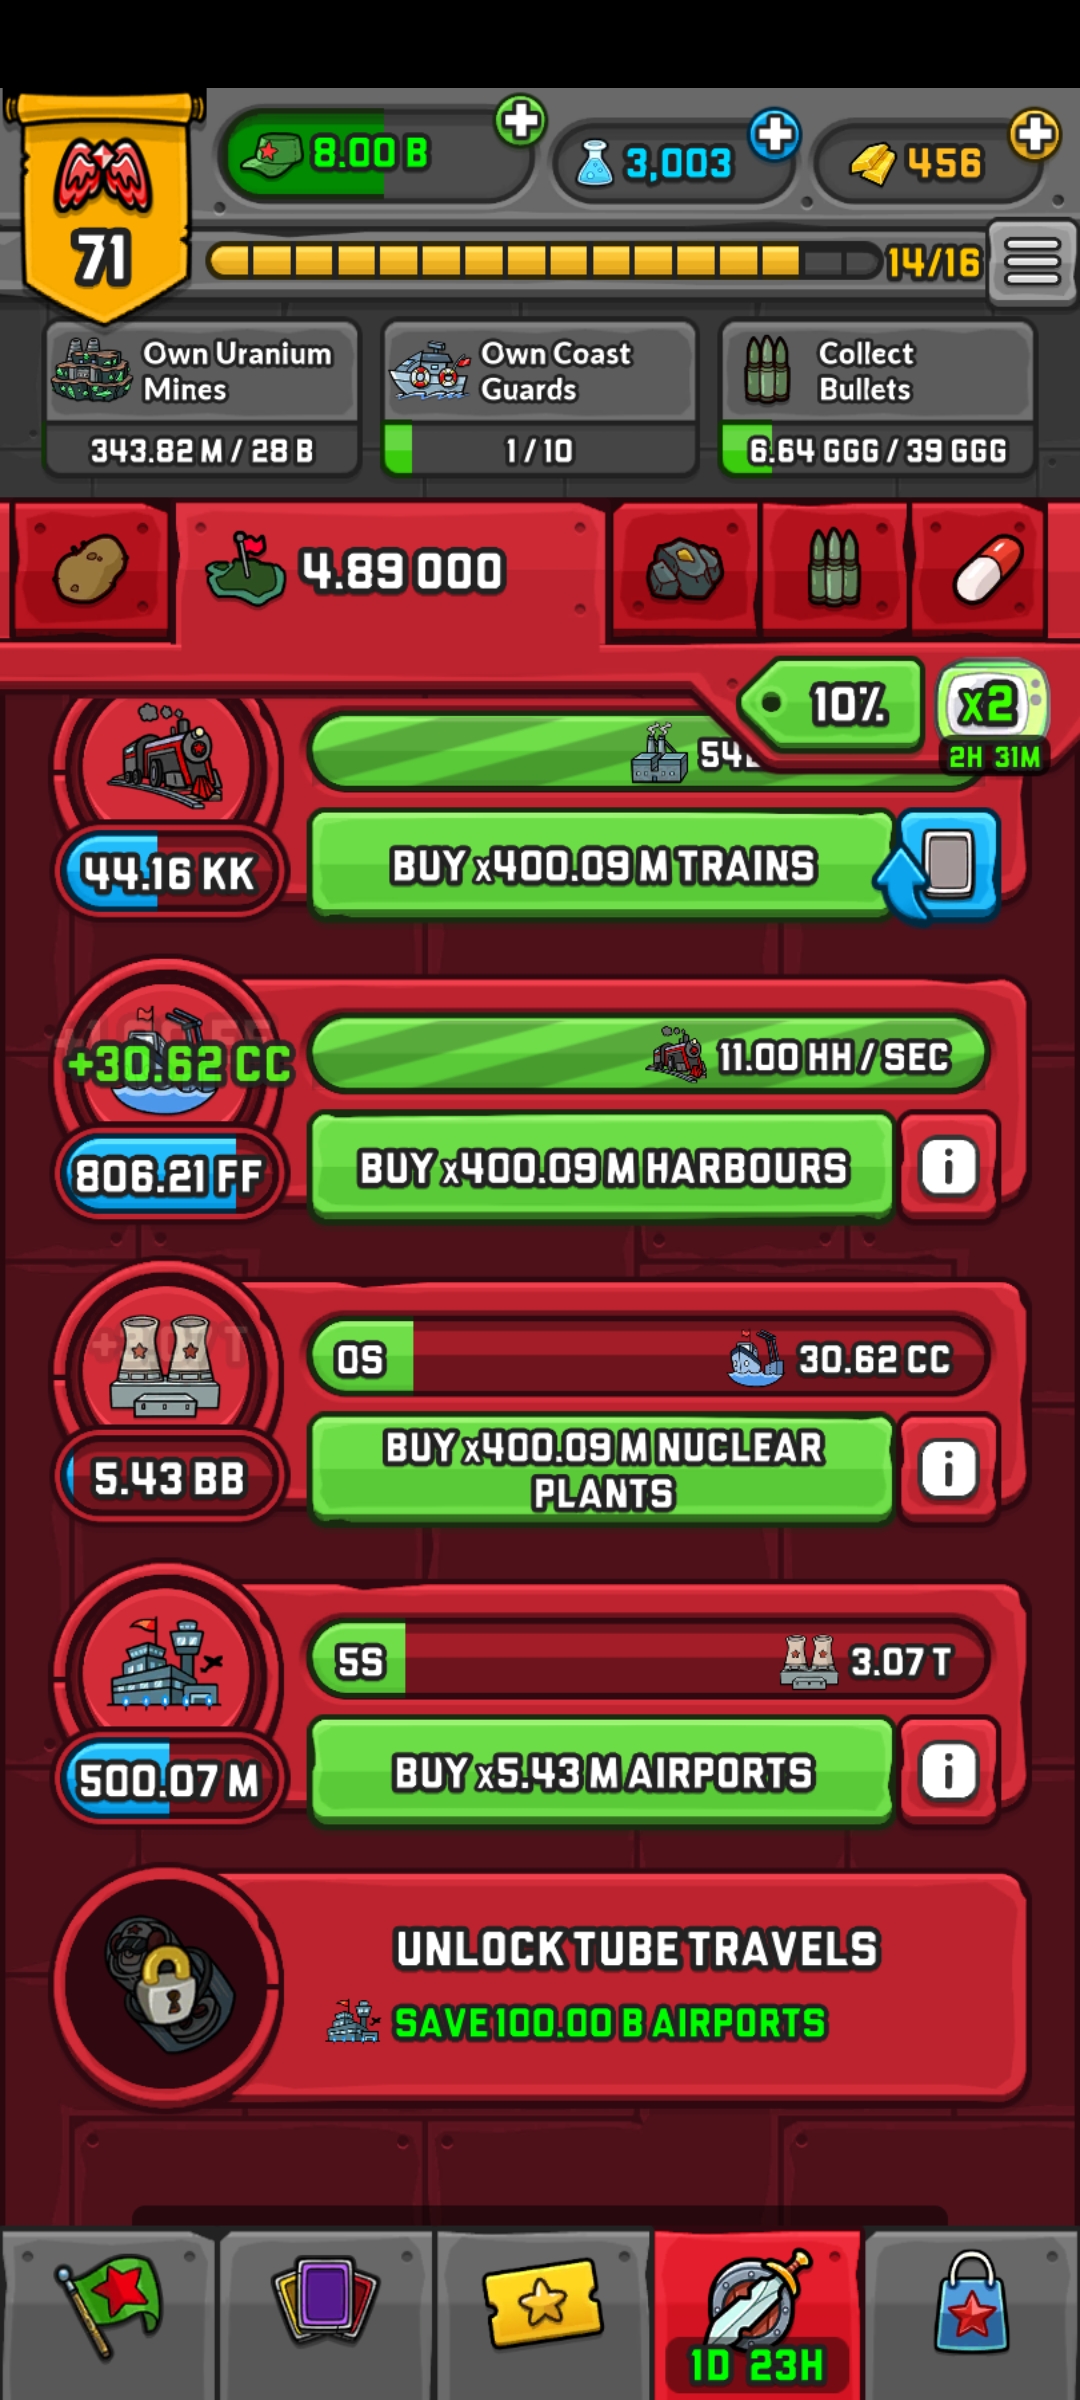 71
8.00 B
3,003
456
14/16
Own Uranium
Mines
343.82 M / 28 B
Own Coast
Guards
1 / 10
Collect
Bullets
6.64 GGG / 39 GGG
4.89 OOO
10%
x2
2H 31M
44.16 KK
BUY x400.09 M TRAINS
+30.62 CC
806.21 FF
11.00 HH / SEC
BUY x400.09 M HARBOURS
i
5.43 BB
0S
30.62 CC
BUY x400.09 M NUCLEAR
PLANTS
i
500.07 M
5S
3.07 T
BUY x5.43 M AIRPORTS
i
UNLOCK TUBE TRAVELS
SAVE 100.00 B AIRPORTS
1D 23H